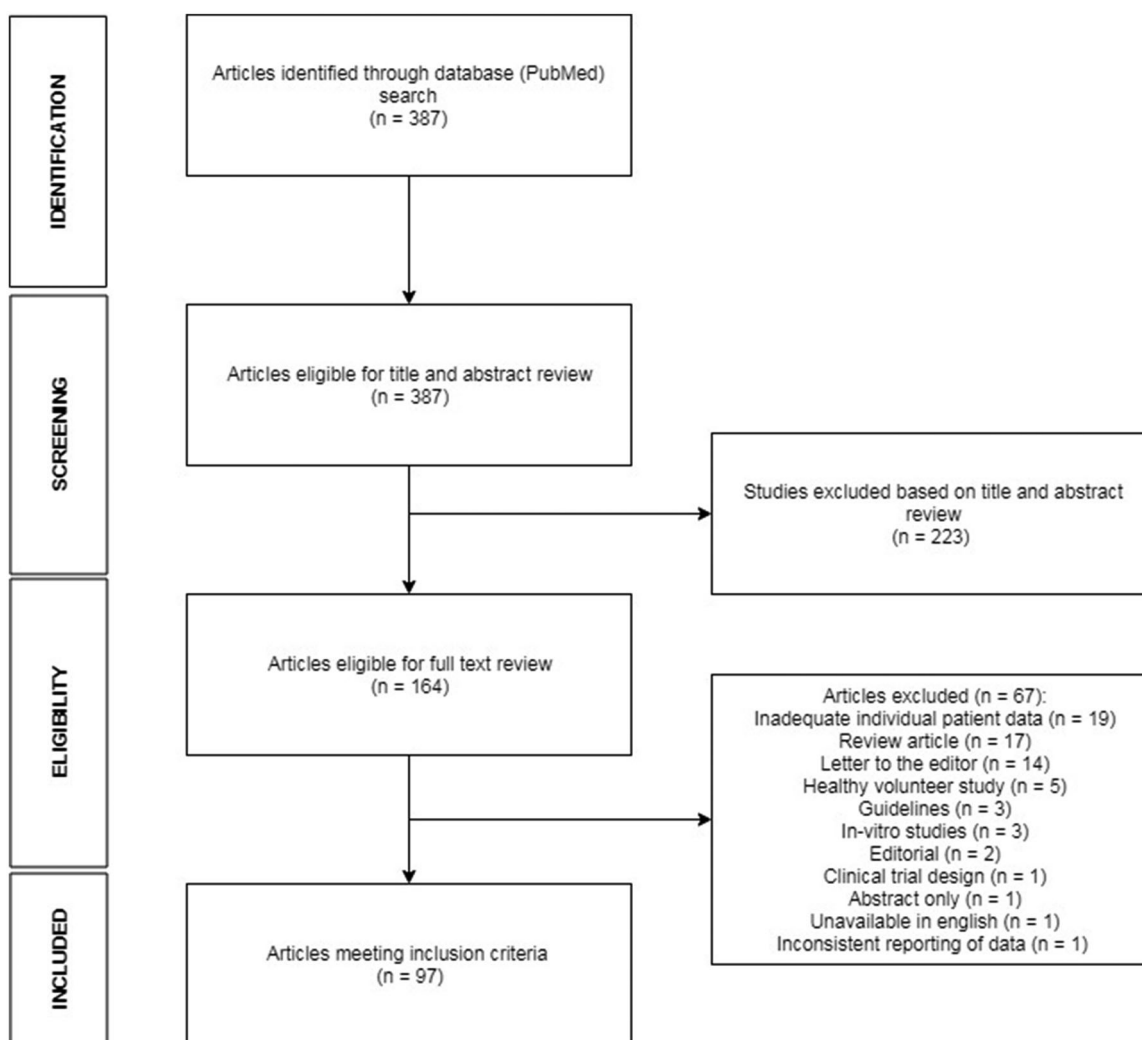 IDENTIFICATION
Articles identified through database (PubMed)
search
(n = 387)
SCREENING
Articles eligible for title and abstract review
(n = 387)
Studies excluded based on title and abstract
review
(n = 223)
ELIGIBILITY
Articles eligible for full text review
(n = 164)
Articles excluded (n = 67):
Inadequate individual patient data (n = 19)
Review article (n = 17)
Letter to the editor (n = 14)
Healthy volunteer study (n = 5)
Guidelines (n = 3)
In-vitro studies (n = 3)
Editorial (n = 2)
Clinical trial design (n = 1)
Abstract only (n = 1)
Unavailable in english (n = 1)
Inconsistent reporting of data (n = 1)
INCLUDED
Articles meeting inclusion criteria
(n = 97)